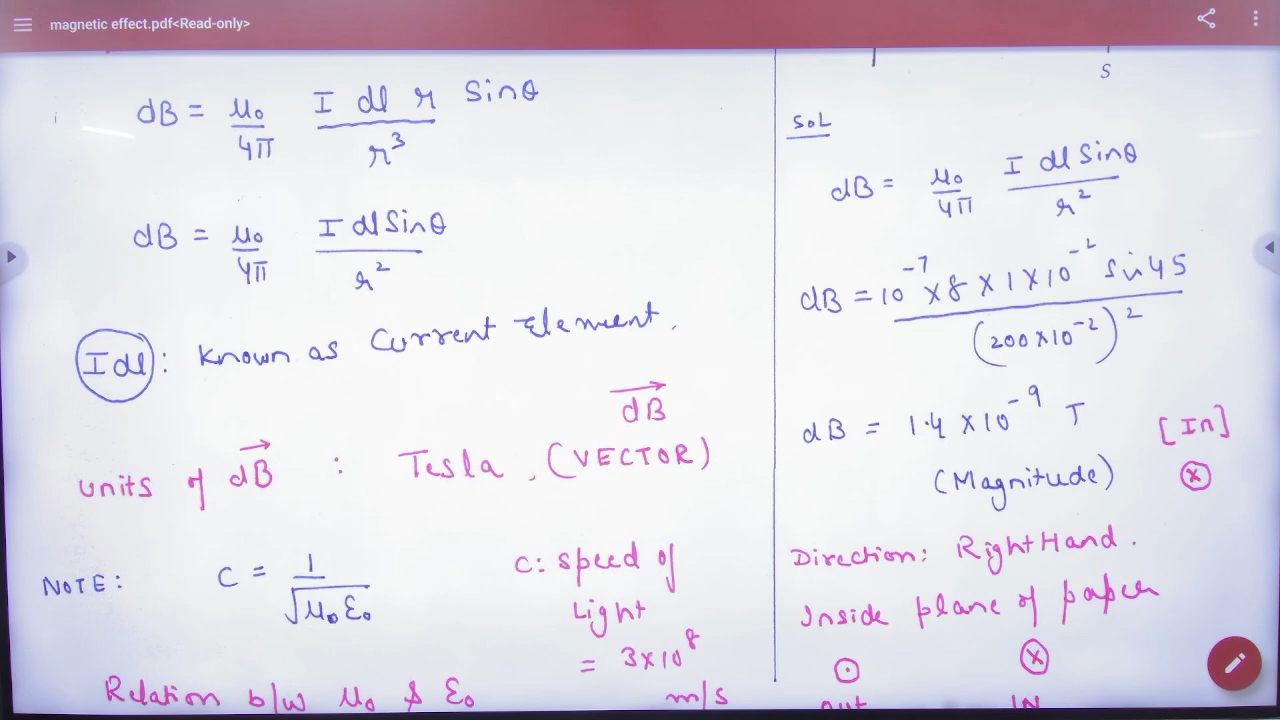 magnetic effect.pdf<Read-only>
dB = μ₀/4π I dl r Sinθ/r³
dB = μ₀/4π I dl Sinθ/r²
Idl : Known as Current Element.
dB
units of dB : Tesla, (VECTOR)
NOTE: C = 1/√μ₀ε₀
C: Speed of
Light
= 3×10⁸
m/s
Relation b/w μ₀ & ε₀
S
SOL
dB = μ₀/4π I dl Sinθ/r²
dB = 10⁻⁷ × 8 × 1 × 10⁻² Sin 45/(200×10⁻²)²
dB = 1.4 × 10⁻⁹ T [In]
(Magnitude) ⊗
Direction: Right Hand.
Inside plane of paper
⊙ ⊗
out IN